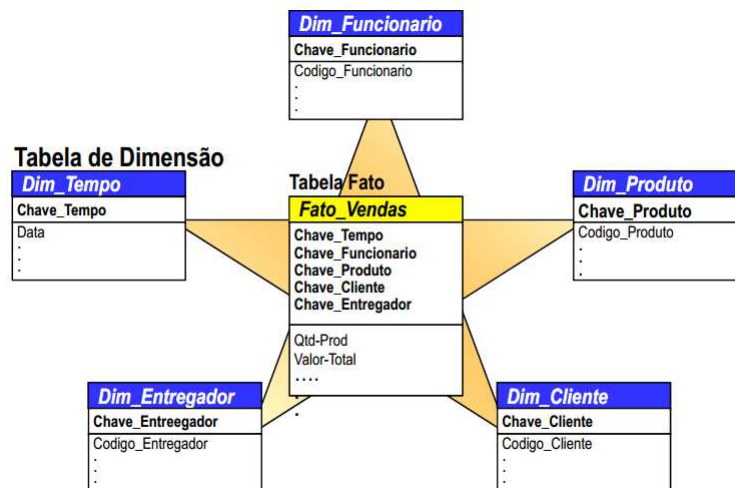 Dim_Funcionario
Chave_Funcionario
Codigo_Funcionario
.
.
.
Tabela de Dimensão
Dim_Tempo
Chave_Tempo
Data
.
.
.
Tabela Fato
Fato_Vendas
Chave_Tempo
Chave_Funcionario
Chave_Produto
Chave_Cliente
Chave_Entregador
Qtd-Prod
Valor-Total
....
.
.
Dim_Produto
Chave_Produto
Codigo_Produto
.
.
.
Dim_Entregador
Chave_Entreegador
Codigo_Entregador
.
.
.
Dim_Cliente
Chave_Cliente
Codigo_Cliente
.
.
.